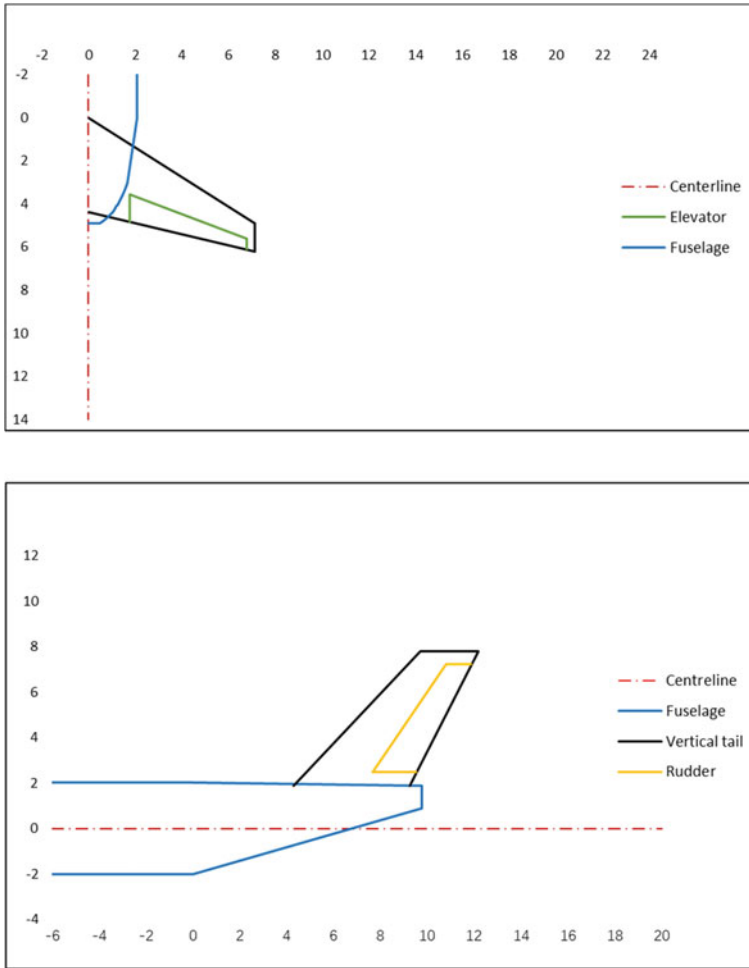 -2 0 2 4 6 8 10 12 14 16 18 20 22 24
-2
0
2
4
6
8
10
12
14
Centerline
Elevator
Fuselage
12
10
8
6
4
2
0
-2
-4
Centreline
Fuselage
Vertical tail
Rudder
-6 -4 -2 0 2 4 6 8 10 12 14 16 18 20